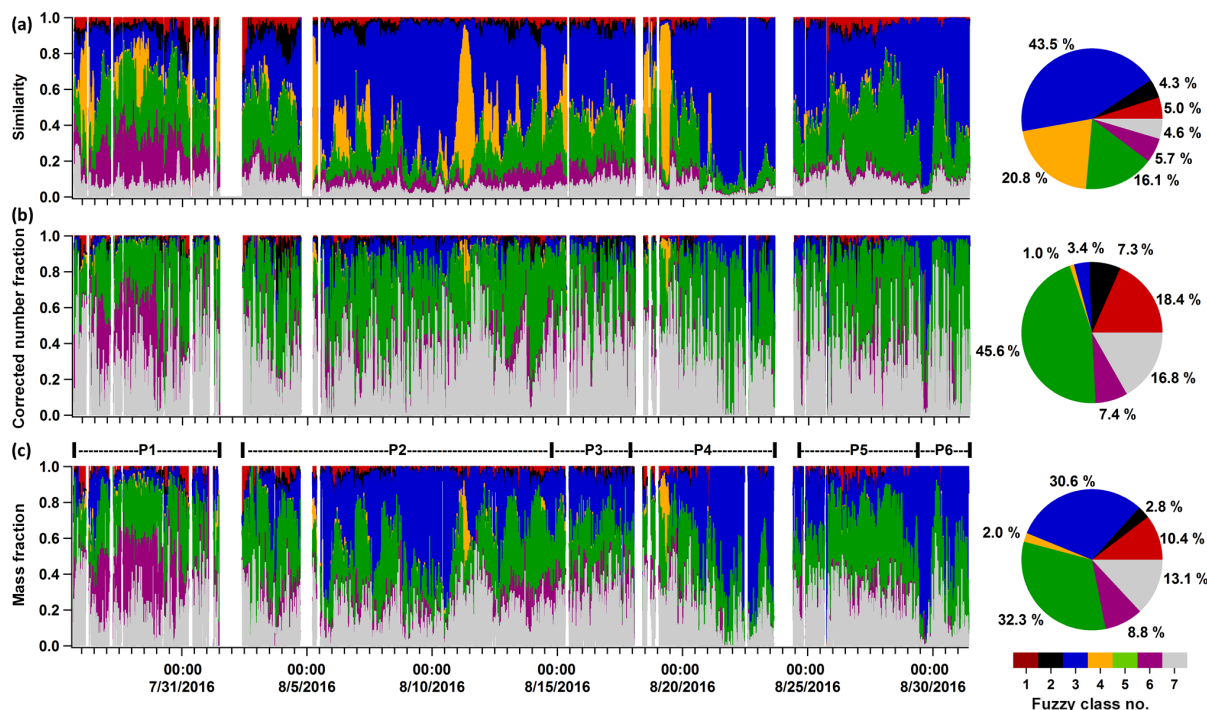 (a)
Similarity
1.0
0.8
0.6
0.4
0.2
0.0
43.5 %
4.3 %
5.0 %
4.6 %
5.7 %
16.1 %
20.8 %
(b)
Corrected number fraction
1.0
0.8
0.6
0.4
0.2
0.0
1.0 %
3.4 %
7.3 %
18.4 %
16.8 %
7.4 %
45.6 %
(c)
P1
P2
P3
P4
P5
P6
Mass fraction
1.0
0.8
0.6
0.4
0.2
0.0
30.6 %
2.8 %
10.4 %
13.1 %
8.8 %
32.3 %
2.0 %
00:00 00:00 00:00 00:00 00:00 00:00 00:00
7/31/2016 8/5/2016 8/10/2016 8/15/2016 8/20/2016 8/25/2016 8/30/2016
1 2 3 4 5 6 7
Fuzzy class no.